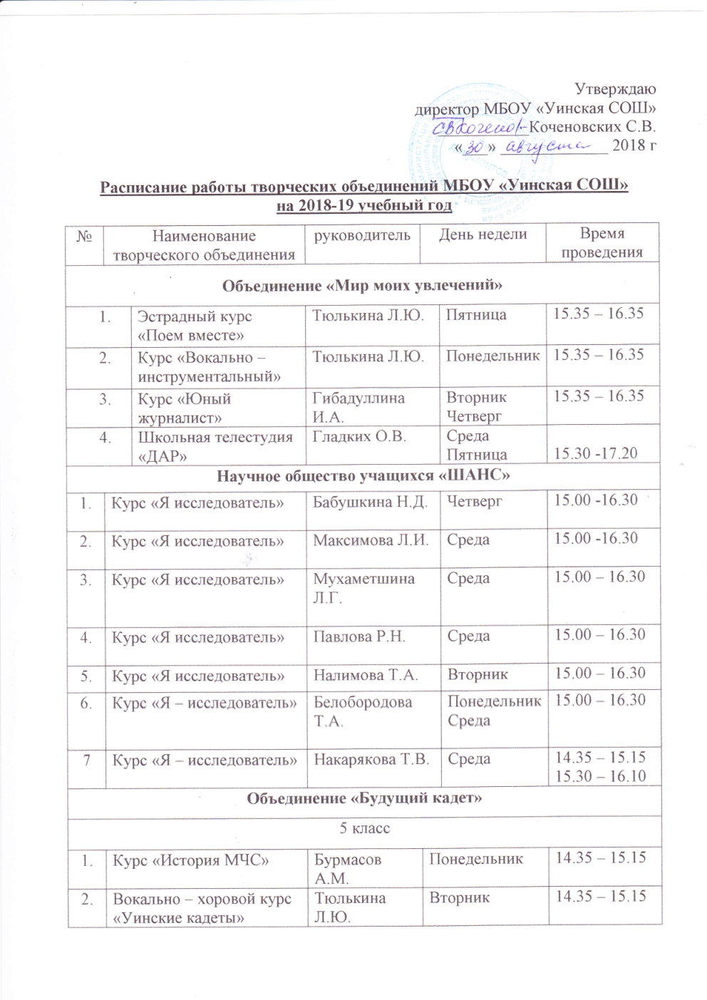 Утверждаю
директор МБОУ «Уинская СОШ»
Коченовских С.В.
«30» августа 2018 г
Расписание работы творческих объединений МБОУ «Уинская СОШ»
на 2018-19 учебный год
№ Наименование творческого объединения руководитель День недели Время проведения
Объединение «Мир моих увлечений»
1. Эстрадный курс «Поем вместе» Тюлькина Л.Ю. Пятница 15.35 – 16.35
2. Курс «Вокально – инструментальный» Тюлькина Л.Ю. Понедельник 15.35 – 16.35
3. Курс «Юный журналист» Гибадуллина И.А. Вторник Четверг 15.35 – 16.35
4. Школьная телестудия «ДАР» Гладких О.В. Среда Пятница 15.30 -17.20
Научное общество учащихся «ШАНС»
1. Курс «Я исследователь» Бабушкина Н.Д. Четверг 15.00 -16.30
2. Курс «Я исследователь» Максимова Л.И. Среда 15.00 -16.30
3. Курс «Я исследователь» Мухаметшина Л.Г. Среда 15.00 – 16.30
4. Курс «Я исследователь» Павлова Р.Н. Среда 15.00 – 16.30
5. Курс «Я исследователь» Налимова Т.А. Вторник 15.00 – 16.30
6. Курс «Я – исследователь» Белобородова Т.А. Понедельник Среда 15.00 – 16.30
7 Курс «Я – исследователь» Накарякова Т.В. Среда 14.35 – 15.15 15.30 – 16.10
Объединение «Будущий кадет»
5 класс
1. Курс «История МЧС» Бурмасов А.М. Понедельник 14.35 – 15.15
2. Вокально – хоровой курс «Уинские кадеты» Тюлькина Л.Ю. Вторник 14.35 – 15.15